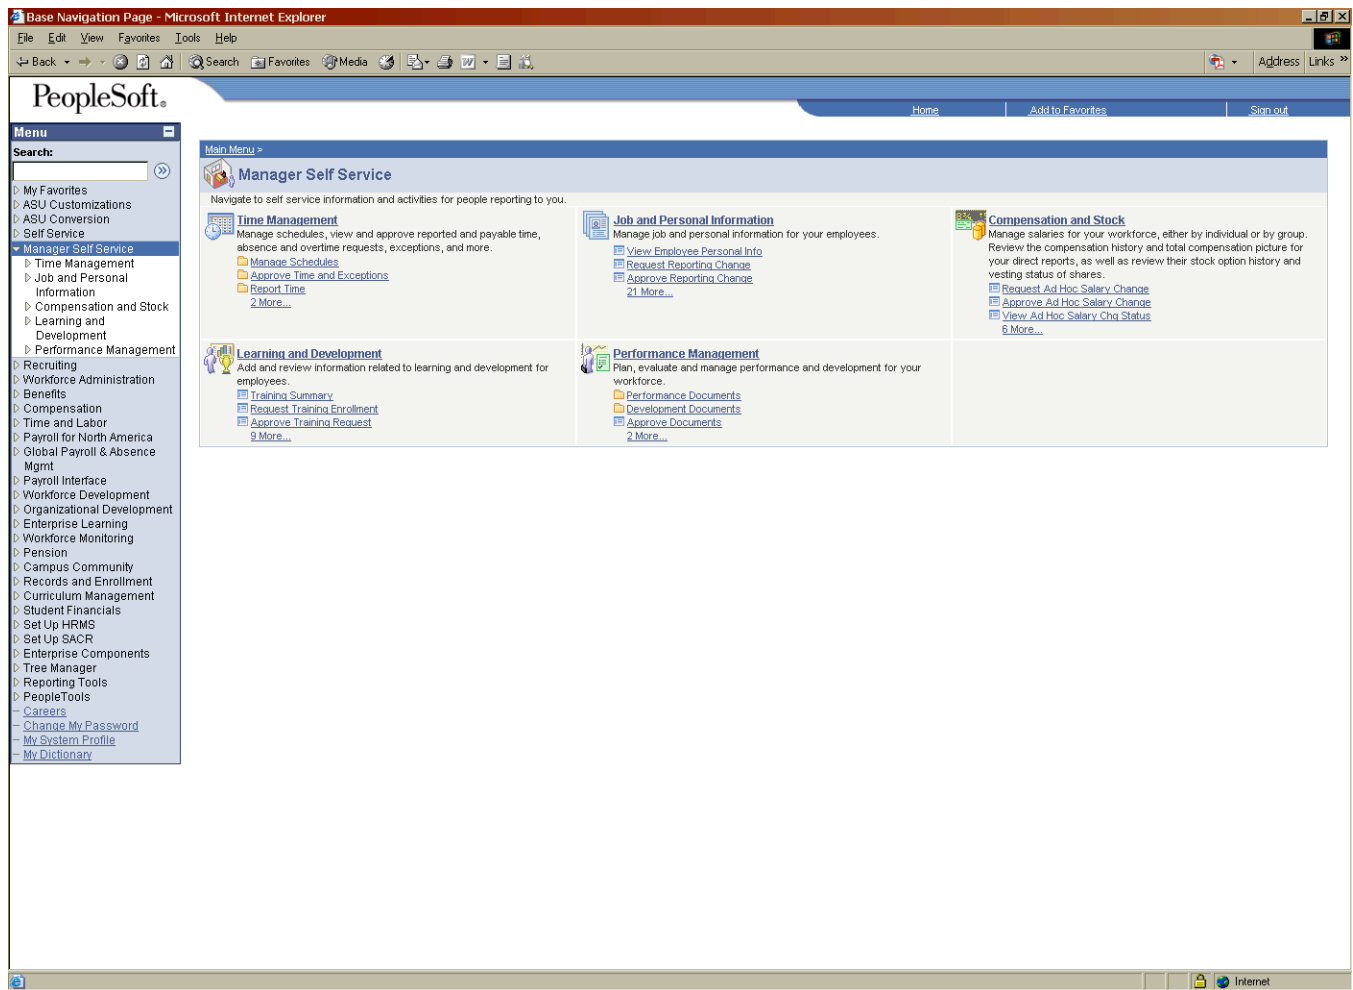 Base Navigation Page - Microsoft Internet Explorer
File Edit View Favorites Tools Help
Back Search Favorites Media Address Links »
PeopleSoft®
Home Add to Favorites Sign out
Menu
Search:
My Favorites
ASU Customizations
ASU Conversion
Self Service
Manager Self Service
Time Management
Job and Personal
Information
Compensation and Stock
Learning and
Development
Performance Management
Recruiting
Workforce Administration
Benefits
Compensation
Time and Labor
Payroll for North America
Global Payroll & Absence
Mgmt
Payroll Interface
Workforce Development
Organizational Development
Enterprise Learning
Workforce Monitoring
Pension
Campus Community
Records and Enrollment
Curriculum Management
Student Financials
Set Up HRMS
Set Up SACR
Enterprise Components
Tree Manager
Reporting Tools
PeopleTools
Careers
Change My Password
My System Profile
My Dictionary
Main Menu >
Manager Self Service
Navigate to self service information and activities for people reporting to you.
Time Management
Manage schedules, view and approve reported and payable time,
absence and overtime requests, exceptions, and more.
Manage Schedules
Approve Time and Exceptions
Report Time
2 More...
Job and Personal Information
Manage job and personal information for your employees.
View Employee Personal Info
Request Reporting Change
Approve Reporting Change
21 More...
Compensation and Stock
Manage salaries for your workforce, either by individual or by group.
Review the compensation history and total compensation picture for
your direct reports, as well as review their stock option history and
vesting status of shares.
Request Ad Hoc Salary Change
Approve Ad Hoc Salary Change
View Ad Hoc Salary Chg Status
6 More...
Learning and Development
Add and review information related to learning and development for
employees.
Training Summary
Request Training Enrollment
Approve Training Request
9 More...
Performance Management
Plan, evaluate and manage performance and development for your
workforce.
Performance Documents
Development Documents
Approve Documents
2 More...
Internet